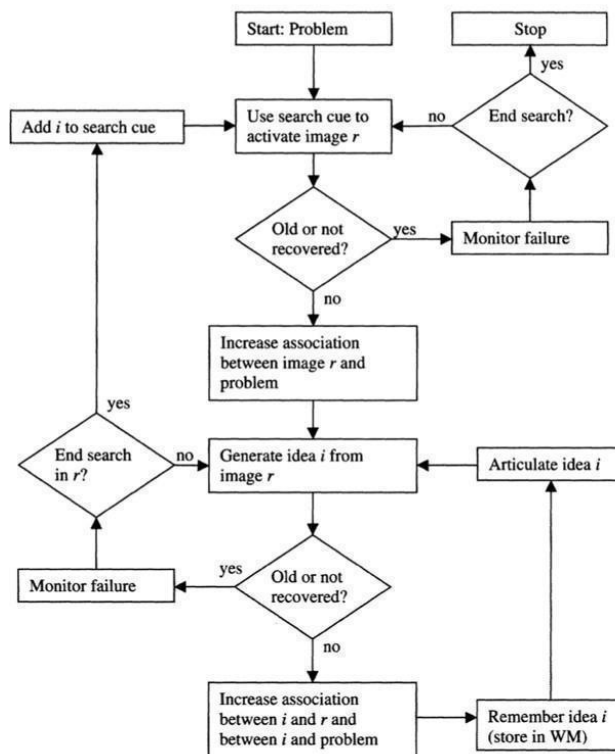 Start: Problem
Stop
yes
Add i to search cue
Use search cue to
activate image r
no
End search?
Old or not
recovered?
yes
Monitor failure
no
Increase association
between image r and
problem
yes
End search
in r?
no
Generate idea i from
image r
Articulate idea i
yes
Monitor failure
Old or not
recovered?
no
Increase association
between i and r and
between i and problem
Remember idea i
(store in WM)